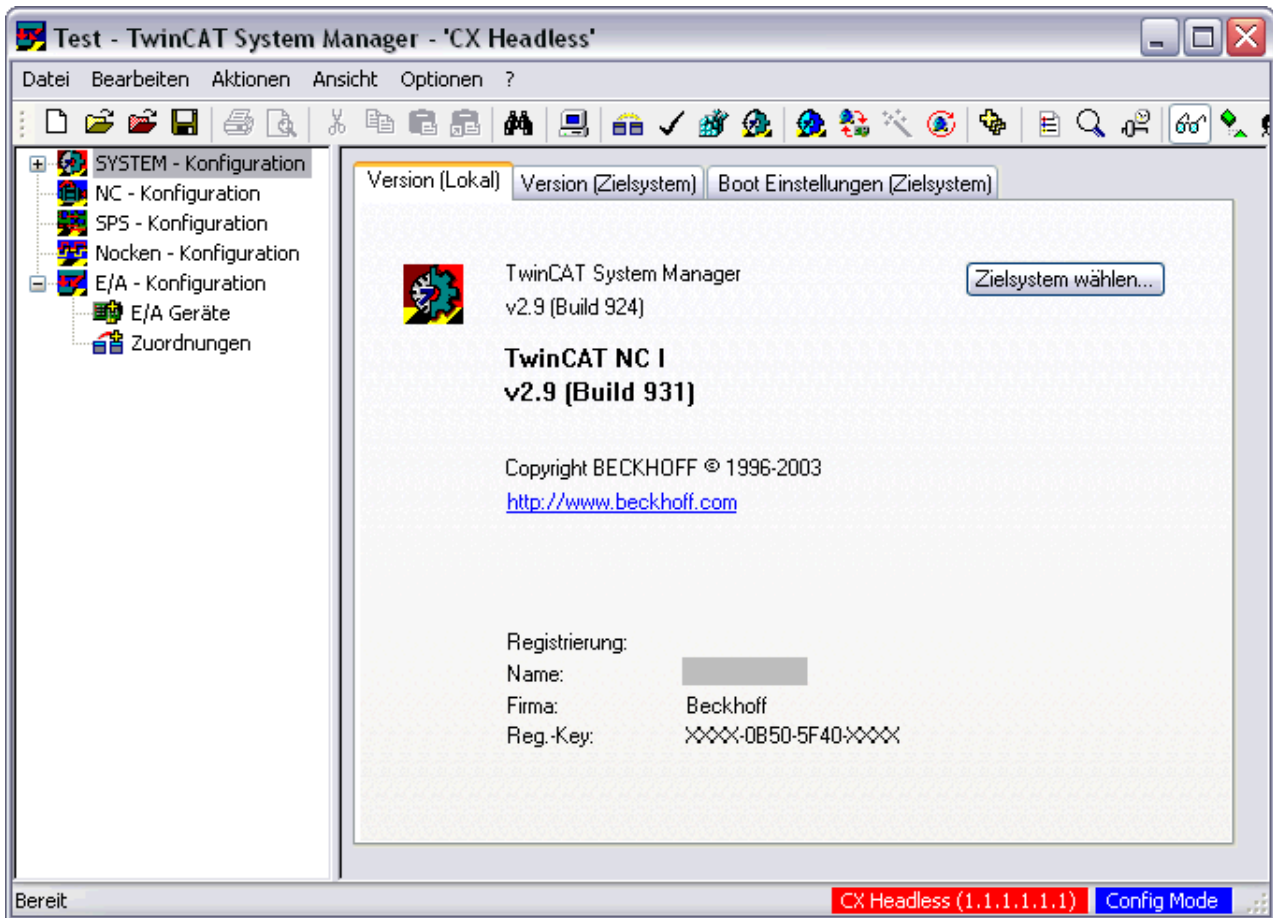 Test - TwinCAT System Manager - 'CX Headless'
Datei Bearbeiten Aktionen Ansicht Optionen ?
SYSTEM - Konfiguration
NC - Konfiguration
SPS - Konfiguration
Nocken - Konfiguration
E/A - Konfiguration
E/A Geräte
Zuordnungen
Version (Lokal) Version (Zielsystem) Boot Einstellungen (Zielsystem)
TwinCAT System Manager
v2.9 (Build 924)
Zielsystem wählen...
TwinCAT NC I
v2.9 (Build 931)
Copyright BECKHOFF © 1996-2003
http://www.beckhoff.com
Registrierung:
Name:
Firma: Beckhoff
Reg.-Key: XXXX-0B50-5F40-XXXX
Bereit CX Headless (1.1.1.1.1.1) Config Mode